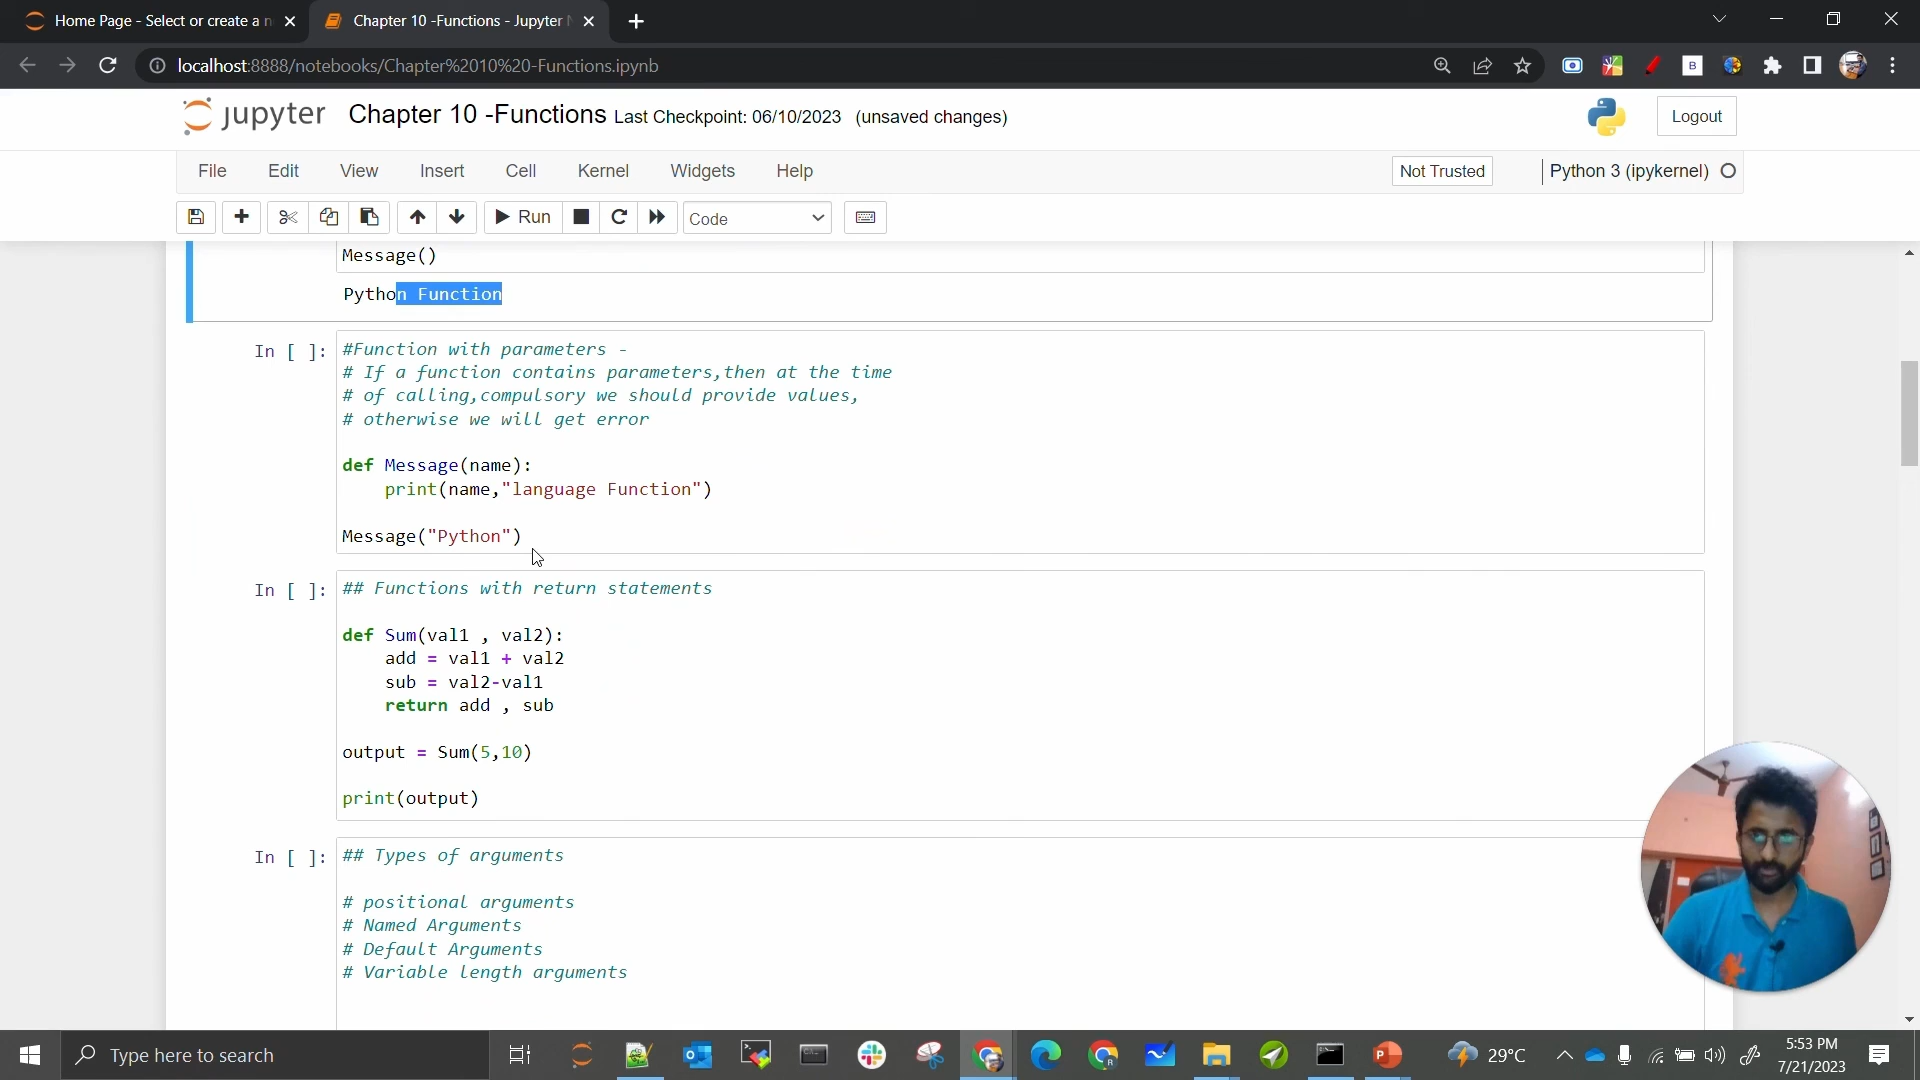 Home Page - Select or create a n
Chapter 10 -Functions - Jupyter N
localhost:8888/notebooks/Chapter%2010%20-Functions.ipynb
B
jupyter Chapter 10 -Functions Last Checkpoint: 06/10/2023 (unsaved changes)
Logout
File Edit View Insert Cell Kernel Widgets Help
Not Trusted
Python 3 (ipykernel)
Run
Code
Message()
Python Function
In [ ]:
#Function with parameters -
# If a function contains parameters,then at the time
# of calling,compulsory we should provide values,
# otherwise we will get error
def Message(name):
print(name,"language Function")
Message("Python")
In [ ]:
## Functions with return statements
def Sum(val1 , val2):
add = val1 + val2
sub = val2-val1
return add , sub
output = Sum(5,10)
print(output)
In [ ]:
## Types of arguments
# positional arguments
# Named Arguments
# Default Arguments
# Variable length arguments
Type here to search
29°C
5:53 PM
7/21/2023